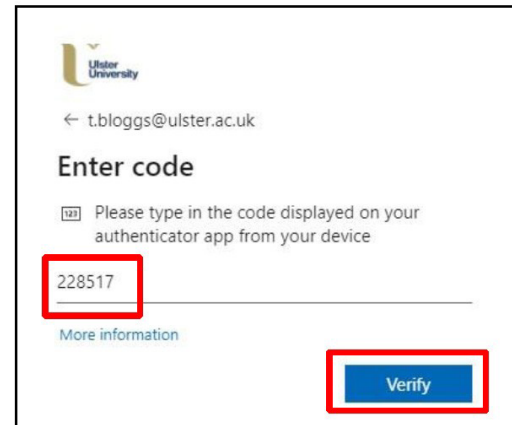 Ulster
University
← t.bloggs@ulster.ac.uk
Enter code
123 Please type in the code displayed on your
authenticator app from your device
228517
More information
Verify